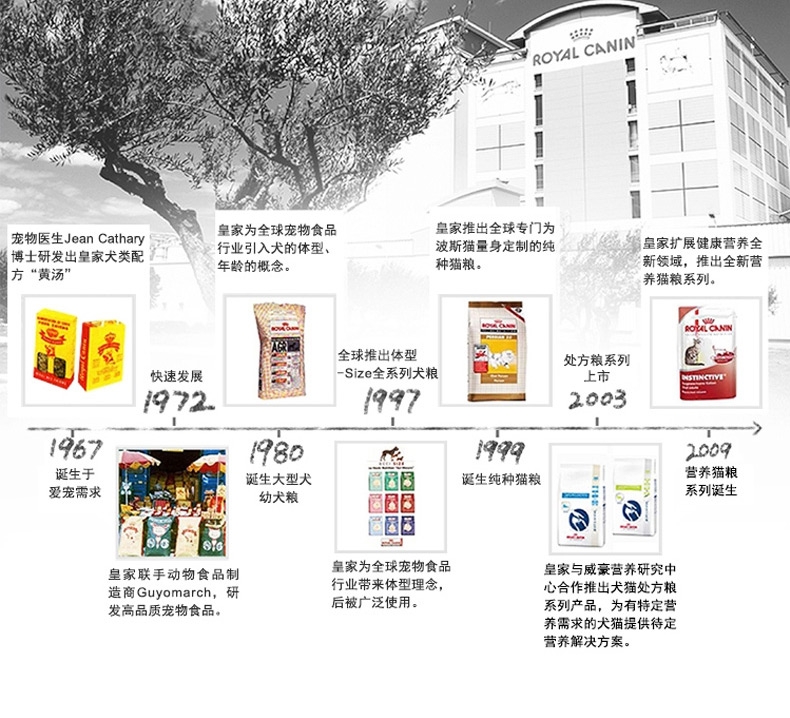 ROYAL CANIN
宠物医生Jean Cathary
博士研发出皇家犬类配
方“黄汤”
皇家为全球宠物食品
行业引入犬的体型、
年龄的概念。
皇家推出全球专门为
波斯猫量身定制的纯
种猫粮。
皇家扩展健康营养全
新领域，推出全新营
养猫粮系列。
ROYAL CANIN
ROYAL CANIN
INSTINCTIVE
快速发展
1972
全球推出体型
-Size全系列犬粮
1997
处方粮系列
上市
2003
1967
诞生于
爱宠需求
1980
诞生大型犬
幼犬粮
1999
诞生纯种猫粮
2009
营养猫粮
系列诞生
皇家联手动物食品制
造商Guyomarch，研
发高品质宠物食品。
皇家为全球宠物食品
行业带来体型理念，
后被广泛使用。
皇家与威豪营养研究中
心合作推出犬猫处方粮
系列产品，为有特定营
养需求的犬猫提供待定
营养解决方案。